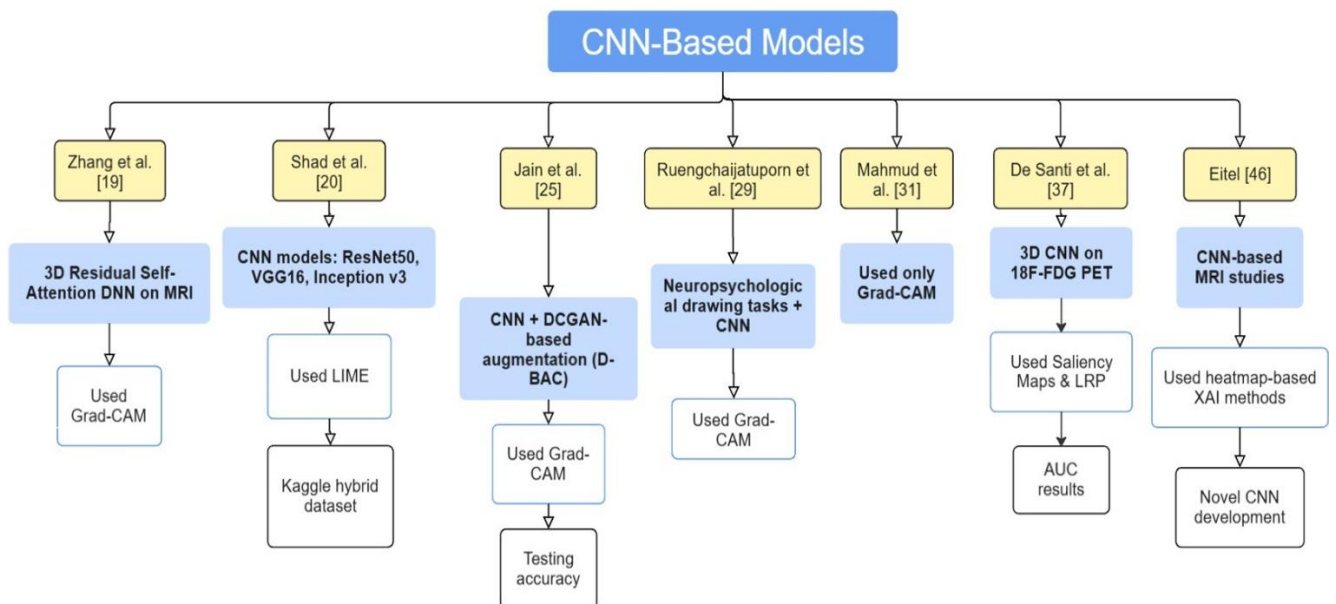 CNN-Based Models
Zhang et al.
[19]
Shad et al.
[20]
Jain et al.
[25]
Ruengchaijatuporn
et al. [29]
Mahmud et
al. [31]
De Santi et al.
[37]
Eitel [46]
3D Residual Self-
Attention DNN on MRI
CNN models: ResNet50,
VGG16, Inception v3
CNN + DCGAN-
based
augmentation (D-
BAC)
Neuropsychologic
al drawing tasks +
CNN
Used only
Grad-CAM
3D CNN on
18F-FDG PET
CNN-based
MRI studies
Used
Grad-CAM
Used LIME
Used Grad-
CAM
Used Grad-
CAM
Used Saliency
Maps & LRP
Used heatmap-based
XAI methods
Kaggle hybrid
dataset
Testing
accuracy
AUC
results
Novel CNN
development